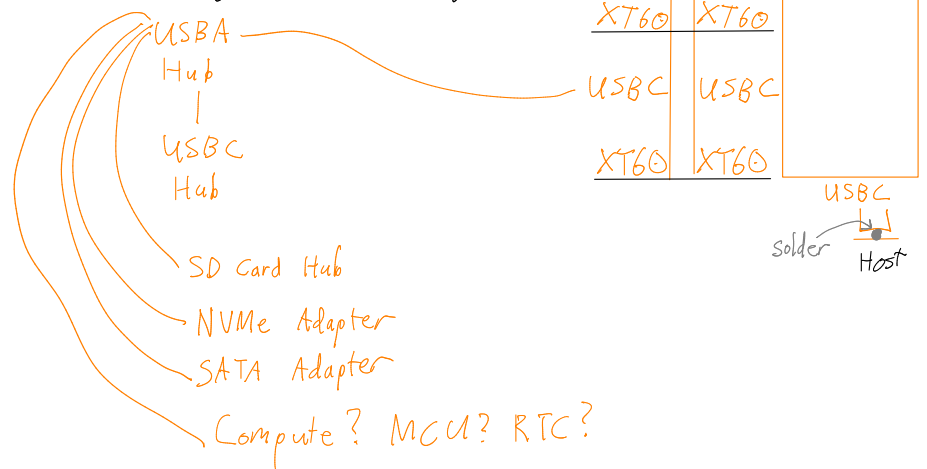 USBA
Hub
USBC
Hub
SD Card Hub
NVMe Adapter
SATA Adapter
Compute? MCU? RTC?
XT60 XT60
USBC USBC
XT60 XT60
USBC
solder
Host